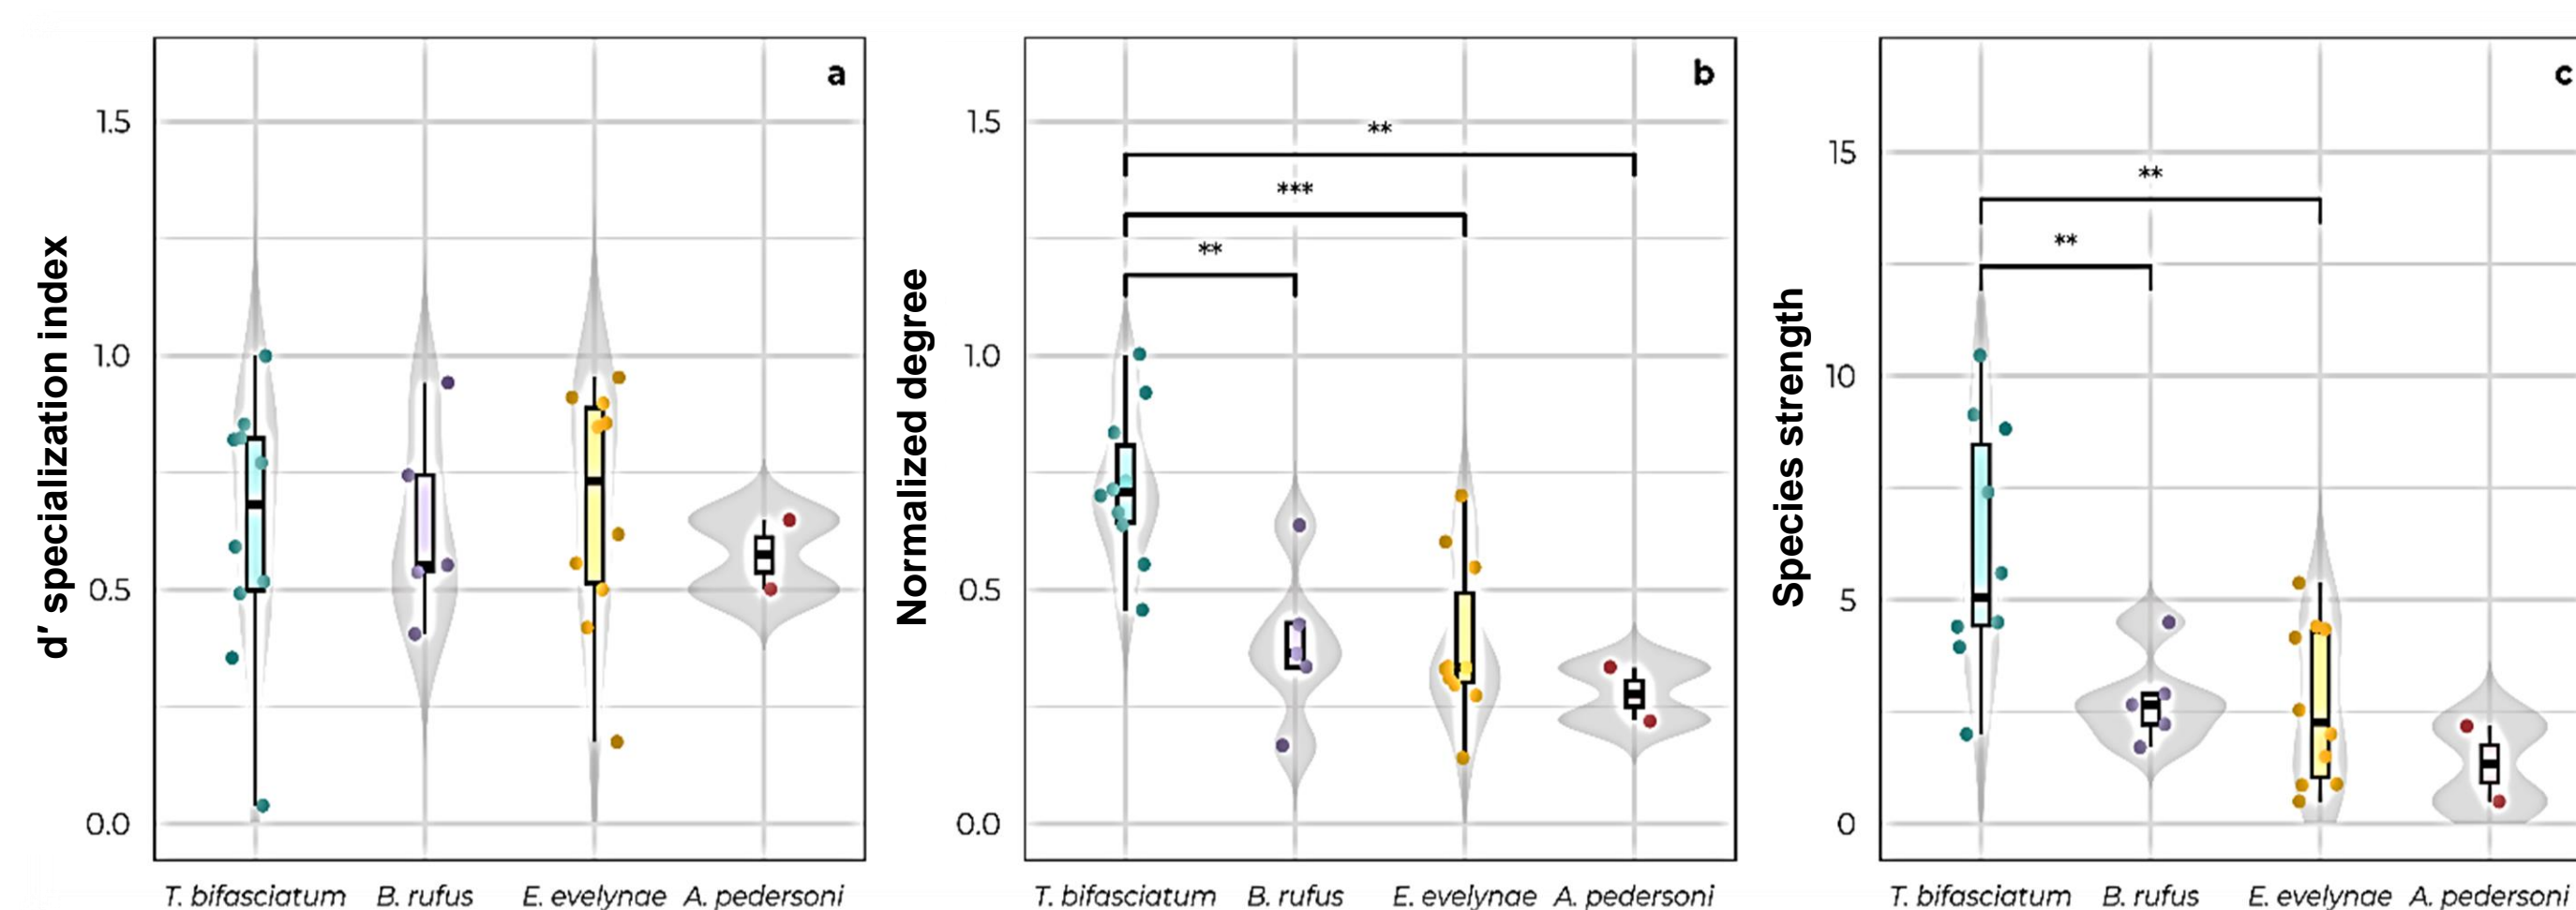 a
d' specialization index
1.5
1.0
0.5
0.0
T. bifasciatum B. rufus E. evelynae A. pedersoni
b
Normalized degree
1.5
1.0
0.5
0.0
**
***
**
T. bifasciatum B. rufus E. evelynae A. pedersoni
c
Species strength
15
10
5
0
**
**
T. bifasciatum B. rufus E. evelynae A. pedersoni